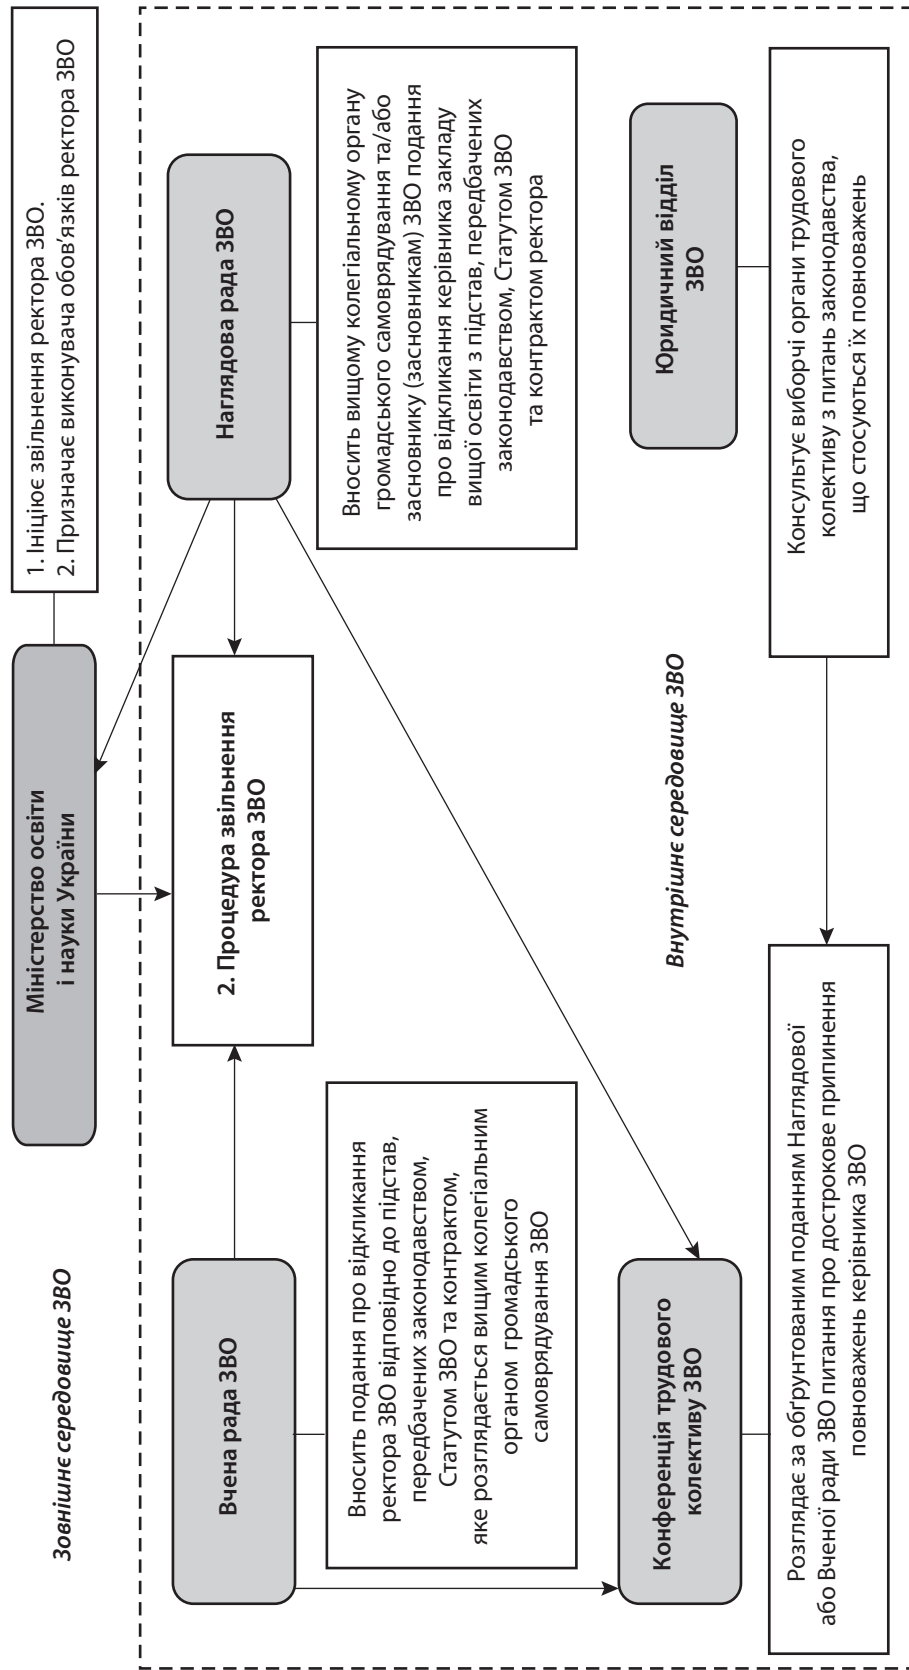 Зовнішнє середовище ЗВО
Міністерство освіти
і науки України
1. Ініціює звільнення ректора ЗВО.
2. Призначає виконувача обов’язків ректора ЗВО
Вчена рада ЗВО
2. Процедура звільнення
ректора ЗВО
Наглядова рада ЗВО
Вносить подання про відкликання
ректора ЗВО відповідно до підстав,
передбачених законодавством,
Статутом ЗВО та контрактом,
яке розглядається вищим колегіальним
органом громадського
самоврядування ЗВО
Вносить вищому колегіальному органу
громадського самоврядування та/або
засновнику (засновникам) ЗВО подання
про відкликання керівника закладу
вищої освіти з підстав, передбачених
законодавством, Статутом ЗВО
та контрактом ректора
Конференція трудового
колективу ЗВО
Внутрішнє середовище ЗВО
Юридичний відділ
ЗВО
Розглядає за обґрунтованим поданням Наглядової
або Вченої ради ЗВО питання про дострокове припинення
повноважень керівника ЗВО
Консультує виборчі органи трудового
колективу з питань законодавства,
що стосуються їх повноважень